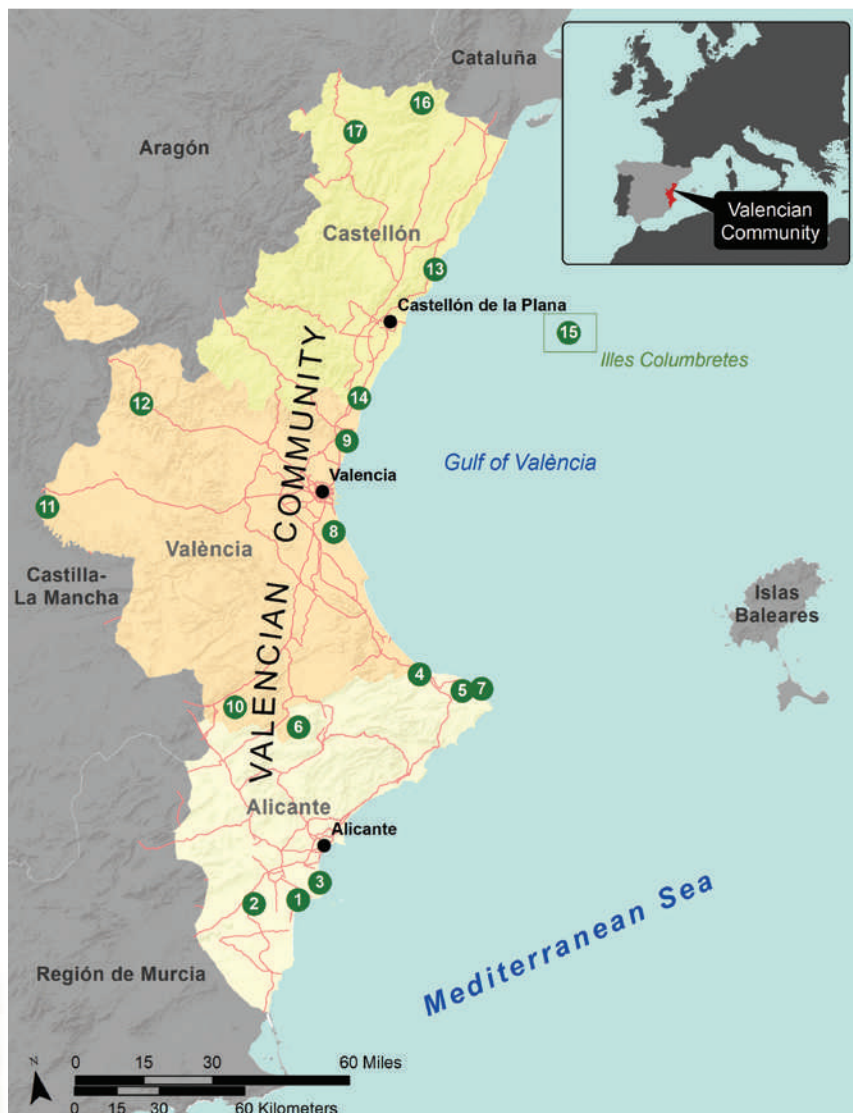 Cataluña
16
17
Aragón
Valencian
Community
Castellón
13
Castellón de la Plana
15
Illes Columbretes
12
14
9
Gulf of València
Valencia
11
8
València
Castilla-
La Mancha
Islas
Baleares
VALENCIAN COMMUNITY
4
5
7
10
6
Alicante
Alicante
3
2
1
Mediterranean Sea
Región de Murcia
N
0 15 30 60 Miles
0 15 30 60 Kilometers